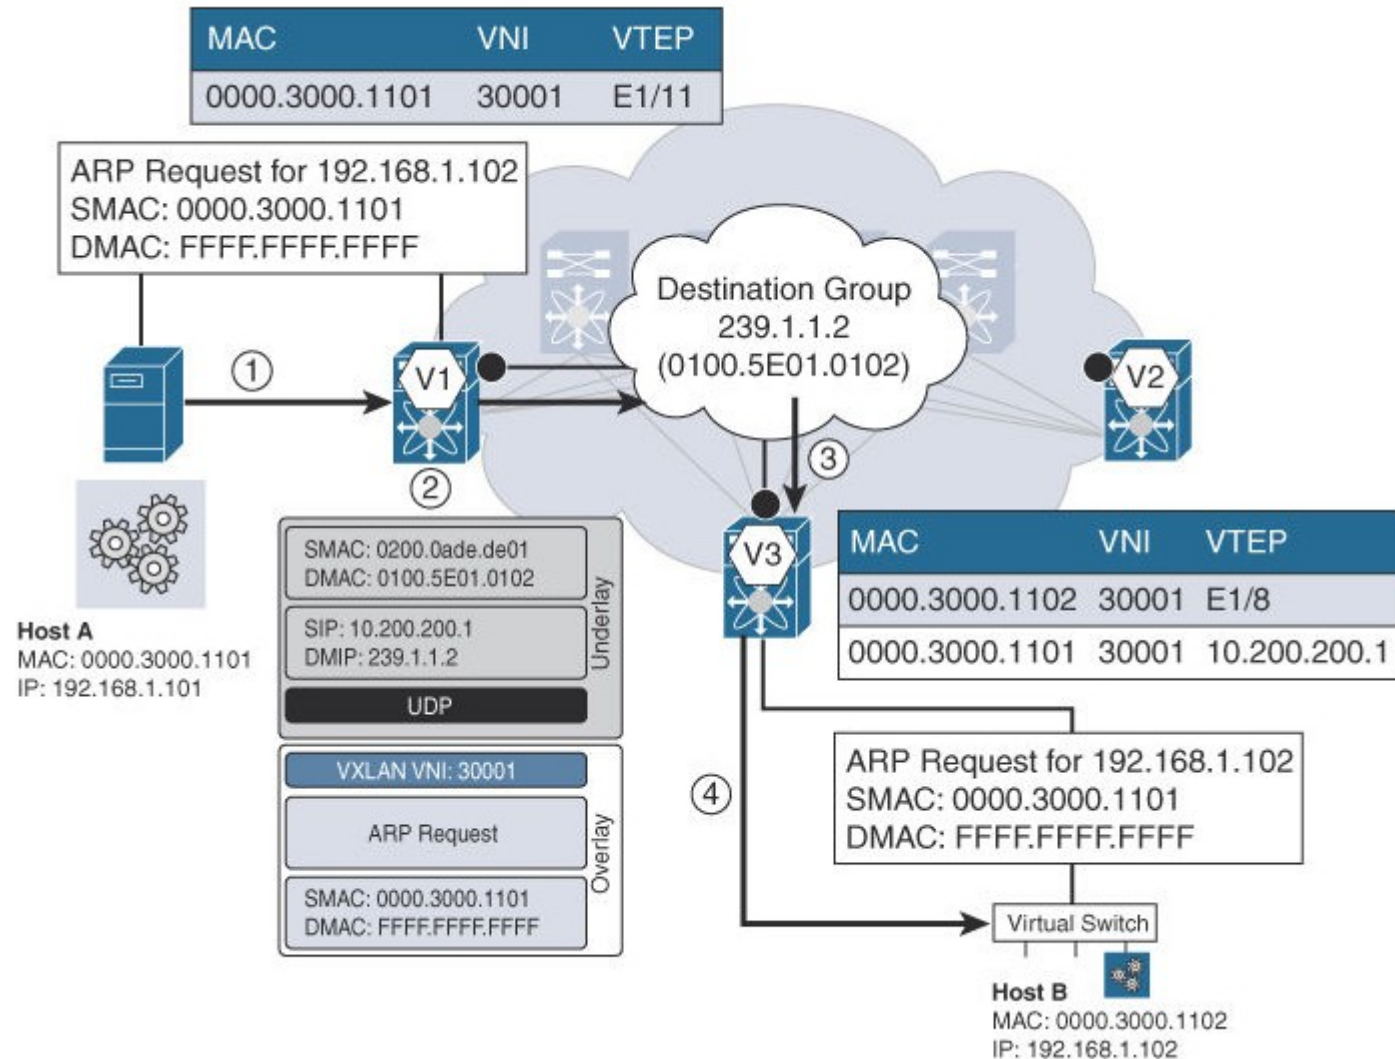 MAC VNI VTEP
0000.3000.1101 30001 E1/11
ARP Request for 192.168.1.102
SMAC: 0000.3000.1101
DMAC: FFFF.FFFF.FFFF
Destination Group
239.1.1.2
(0100.5E01.0102)
1
V1
V2
2
3
V3
SMAC: 0200.0ade.de01
DMAC: 0100.5E01.0102
SIP: 10.200.200.1
DMIP: 239.1.1.2
UDP
Underlay
VXLAN VNI: 30001
ARP Request
SMAC: 0000.3000.1101
DMAC: FFFF.FFFF.FFFF
Overlay
Host A
MAC: 0000.3000.1101
IP: 192.168.1.101
MAC VNI VTEP
0000.3000.1102 30001 E1/8
0000.3000.1101 30001 10.200.200.1
4
ARP Request for 192.168.1.102
SMAC: 0000.3000.1101
DMAC: FFFF.FFFF.FFFF
Virtual Switch
Host B
MAC: 0000.3000.1102
IP: 192.168.1.102